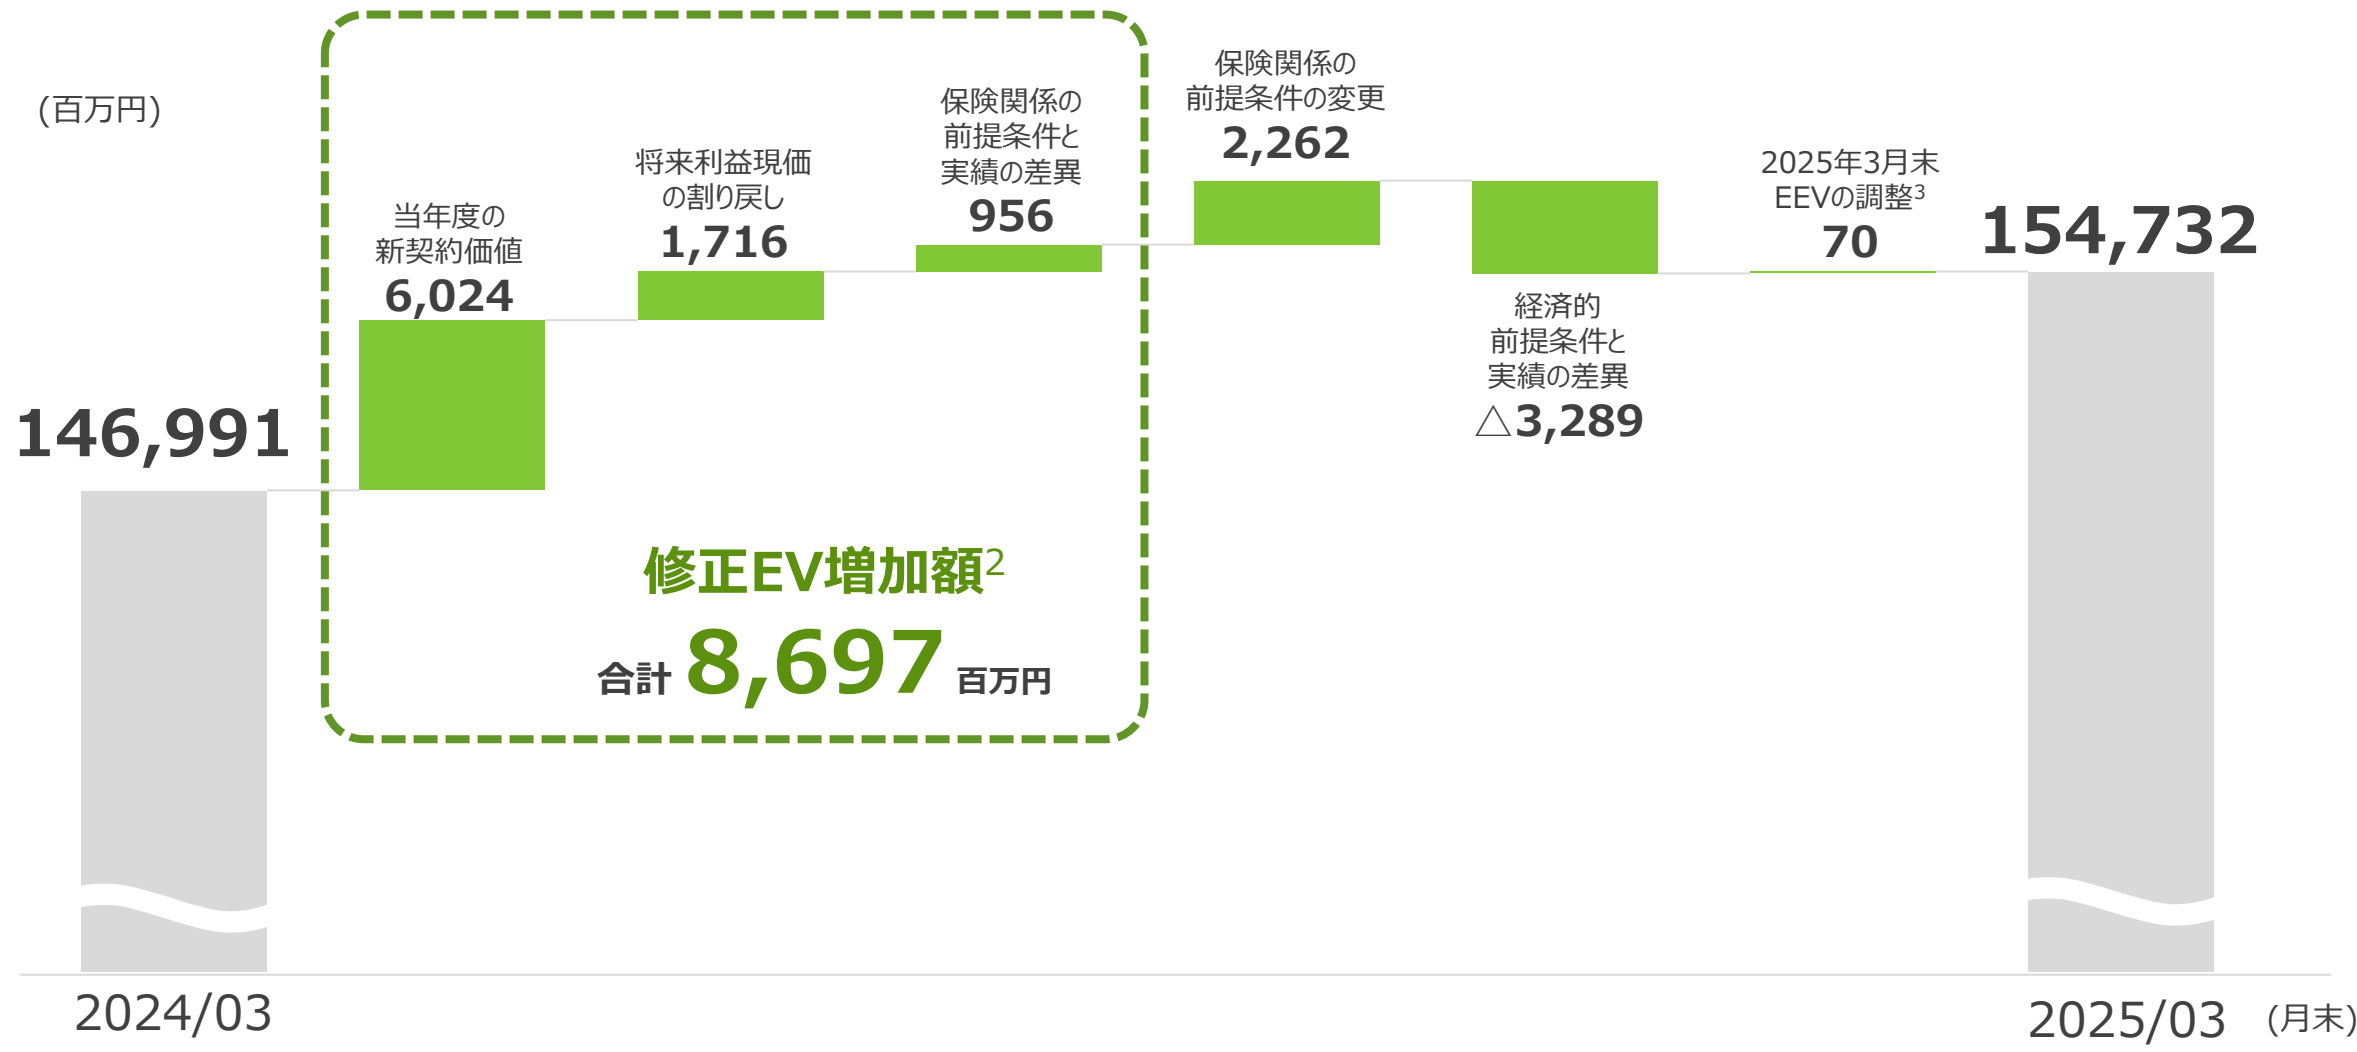 (百万円)
146,991
当年度の
新契約価値
6,024
将来利益現価
の割り戻し
1,716
保険関係の
前提条件と
実績の差異
956
修正EV増加額2
合計 8,697 百万円
保険関係の
前提条件の変更
2,262
経済的
前提条件と
実績の差異
△3,289
2025年3月末
EEVの調整3
70
154,732
2024/03
2025/03 (月末)